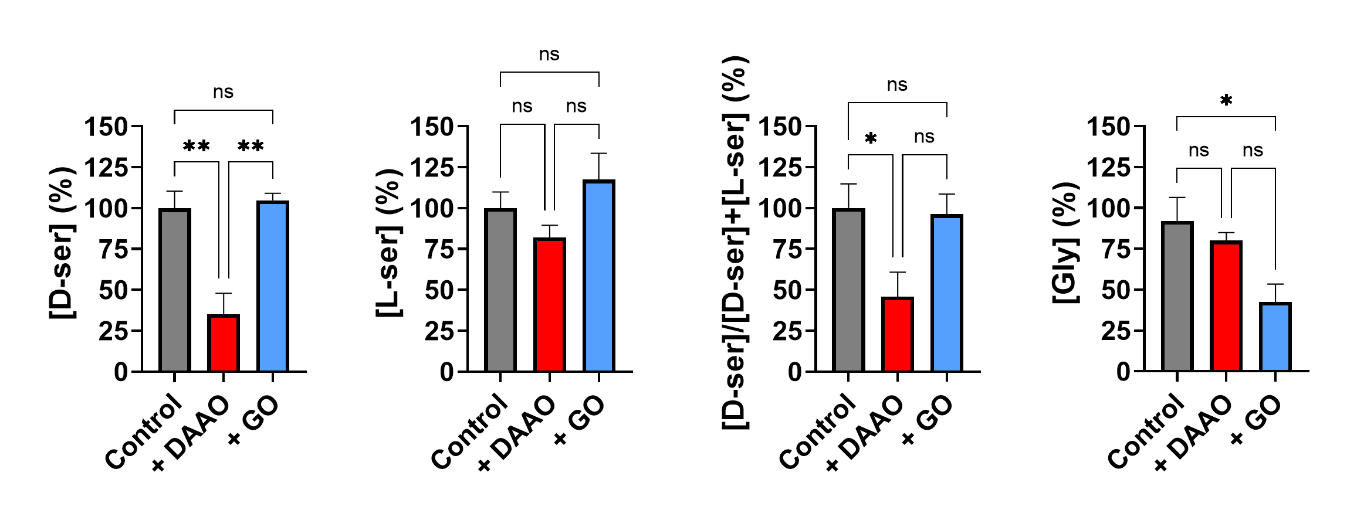 ns
** **
[D-ser] (%)
150
125
100
75
50
25
0
Control
+ DAAO
+ GO
ns
ns ns
[L-ser] (%)
150
125
100
75
50
25
0
Control
+ DAAO
+ GO
ns
* ns
[D-ser]/[D-ser]+[L-ser] (%)
150
125
100
75
50
25
0
Control
+ DAAO
+ GO
*
ns ns
[Gly] (%)
150
125
100
75
50
25
0
Control
+ DAAO
+ GO